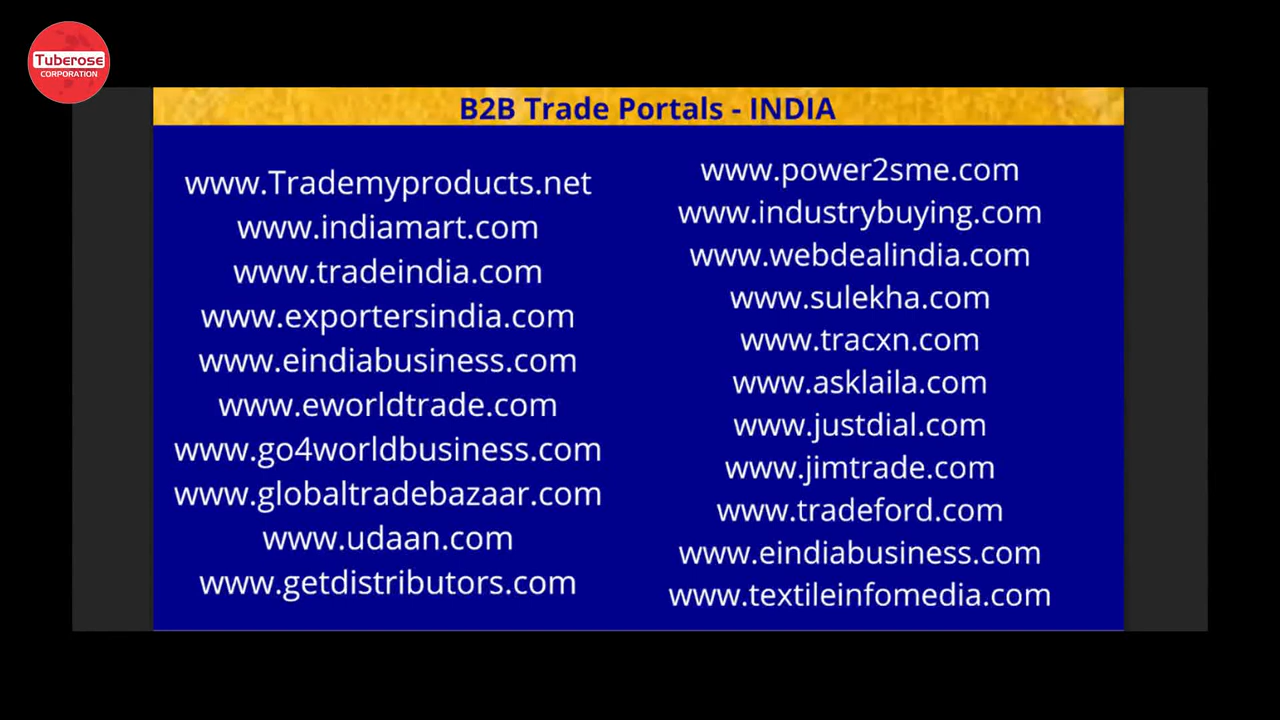 Tuberose
CORPORATION
B2B Trade Portals - INDIA
www.Trademyproducts.net
www.indiamart.com
www.tradeindia.com
www.exportersindia.com
www.eindiabusiness.com
www.eworldtrade.com
www.go4worldbusiness.com
www.globaltradebazaar.com
www.udaan.com
www.getdistributors.com
www.power2sme.com
www.industrybuying.com
www.webdealindia.com
www.sulekha.com
www.tracxn.com
www.asklaila.com
www.justdial.com
www.jimtrade.com
www.tradeford.com
www.eindiabusiness.com
www.textileinfomedia.com